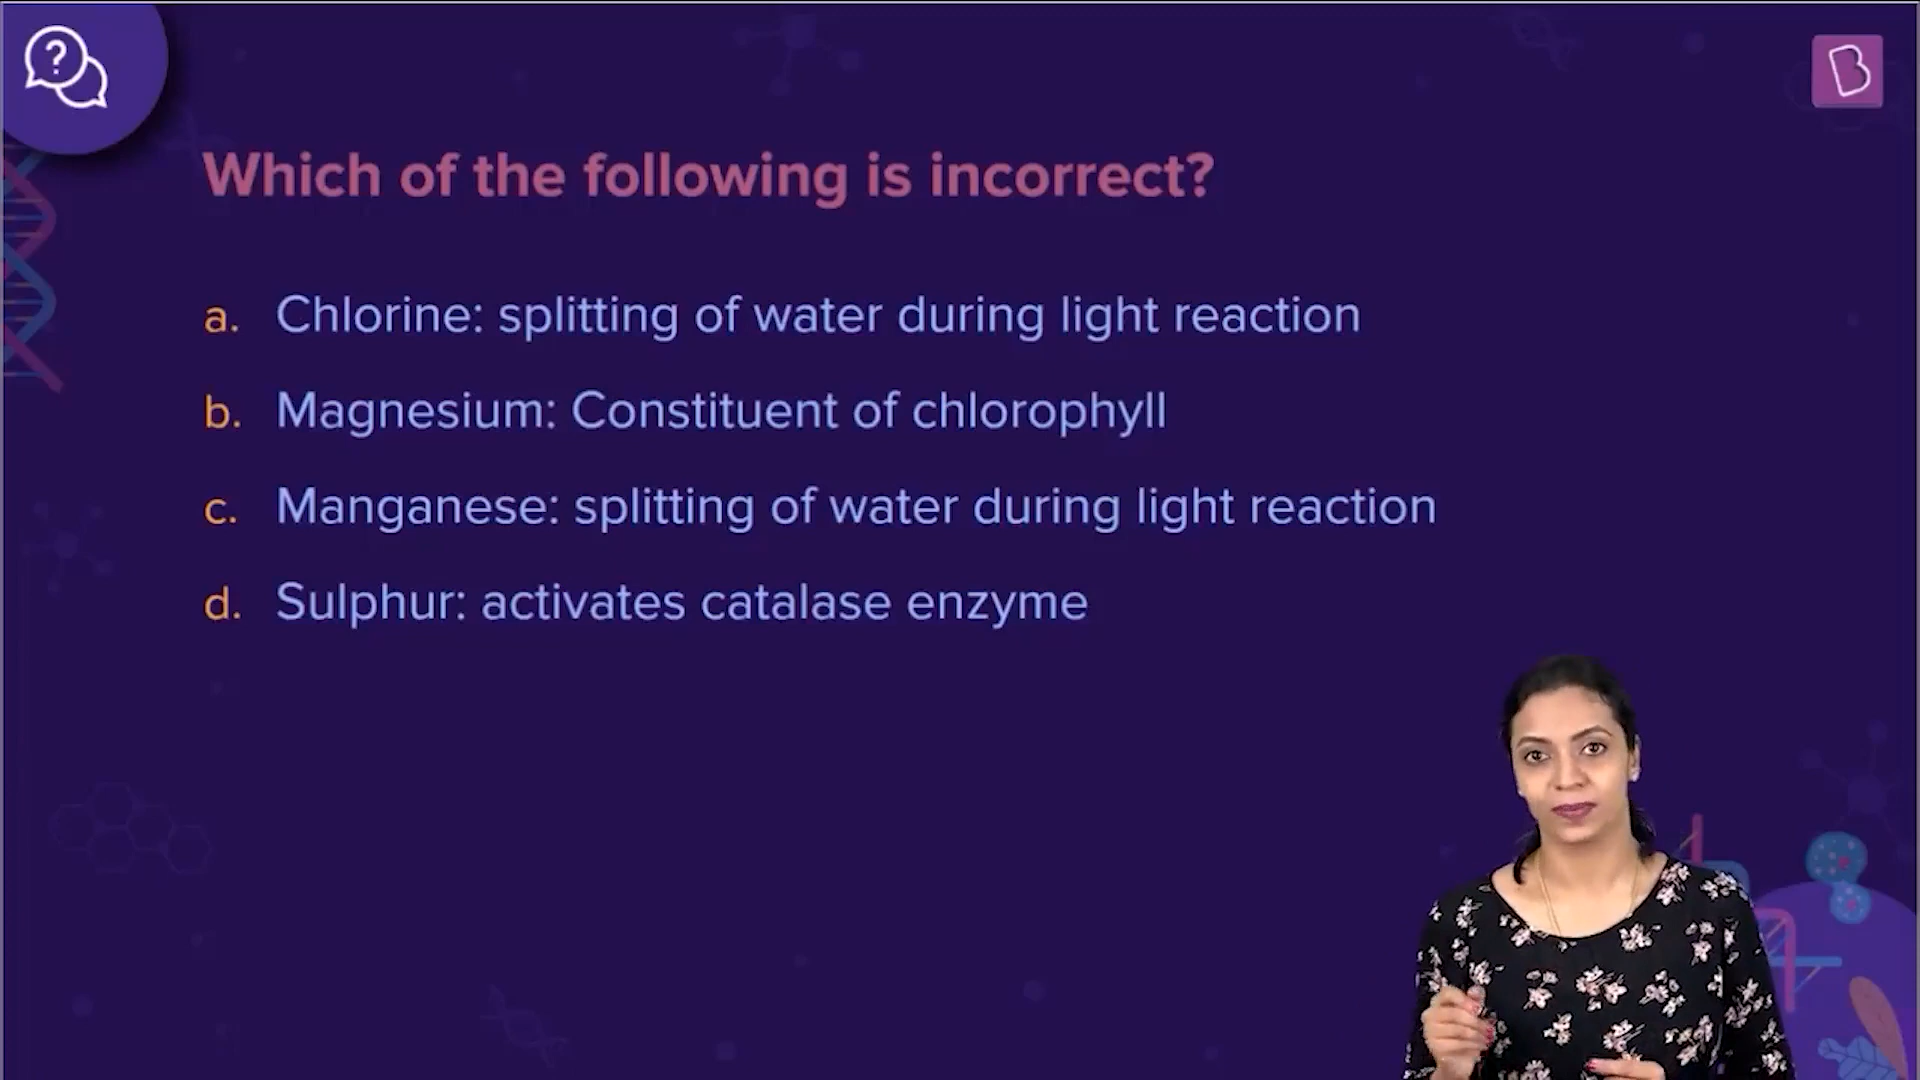 ?
Which of the following is incorrect?
a. Chlorine: splitting of water during light reaction
b. Magnesium: Constituent of chlorophyll
c. Manganese: splitting of water during light reaction
d. Sulphur: activates catalase enzyme
B